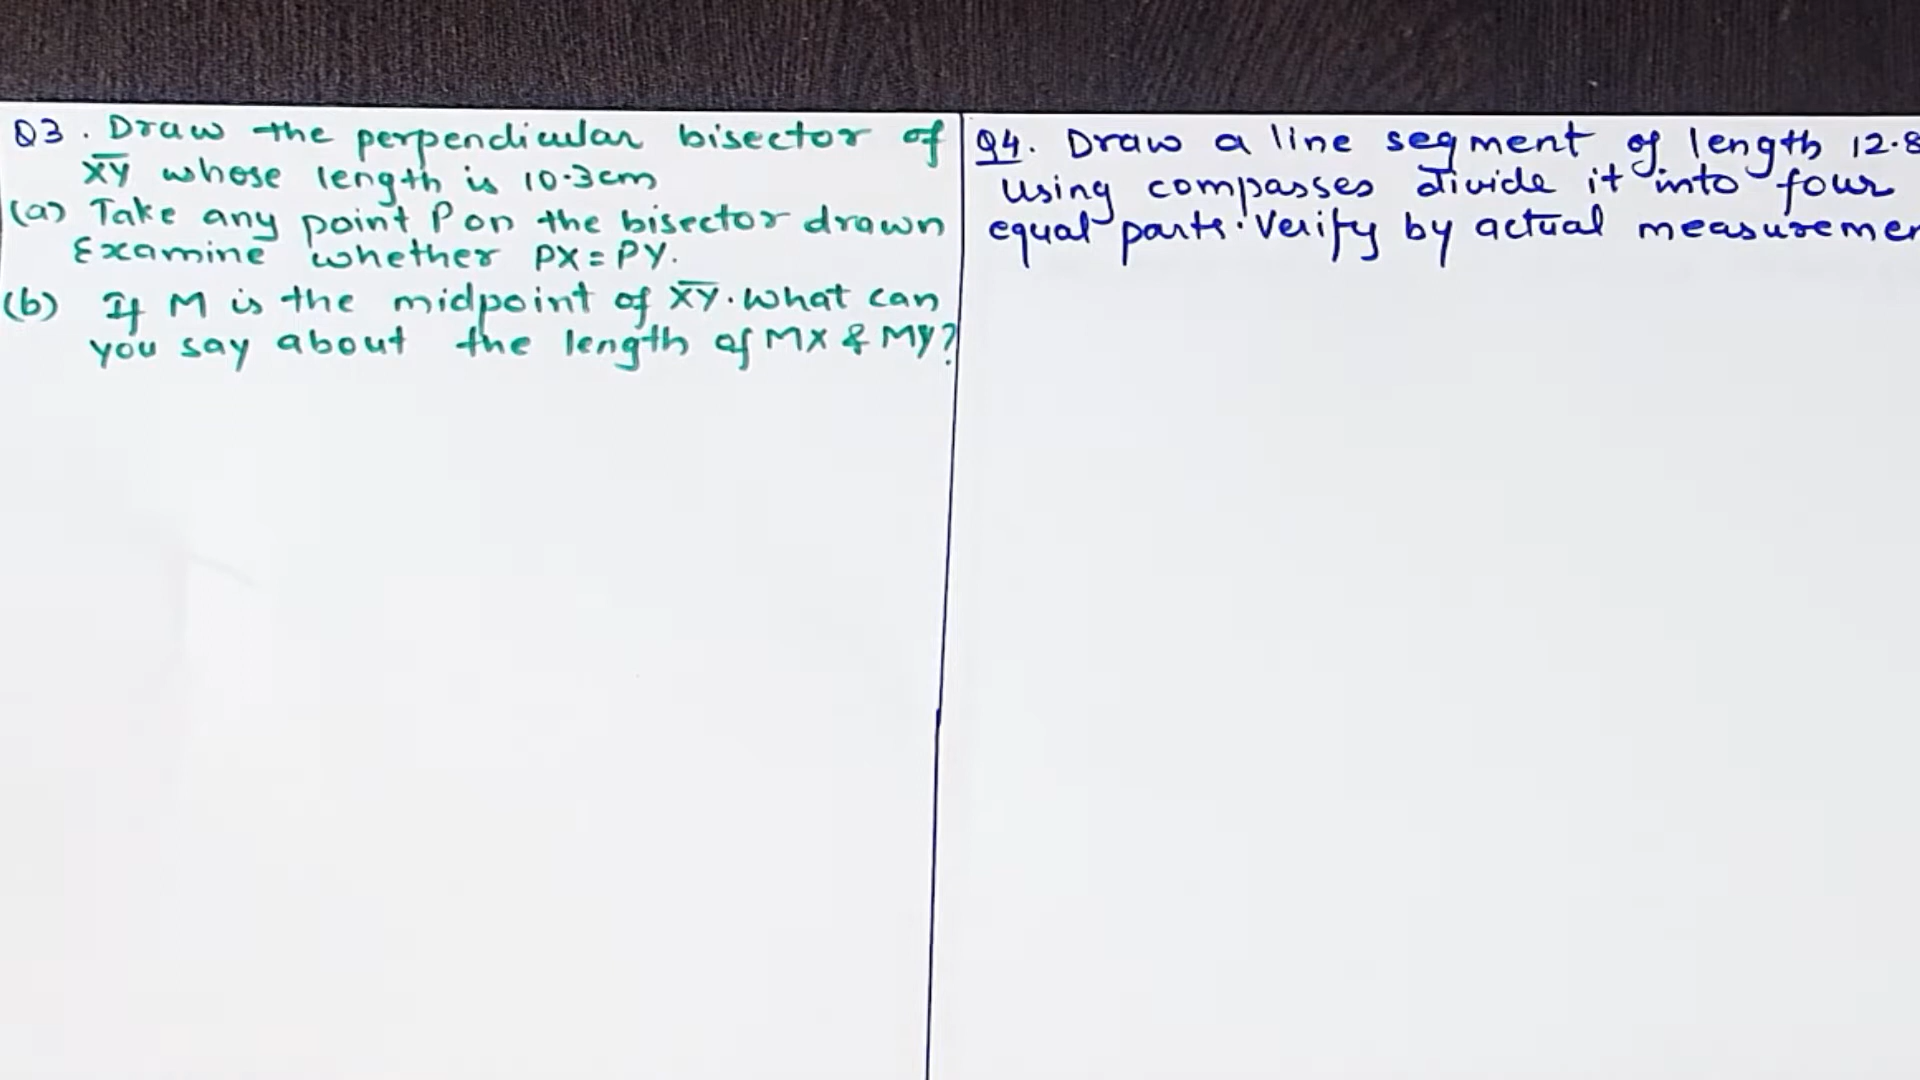 Q3. Draw the perpendicular bisector of
XY whose length is 10.3cm
(a) Take any point P on the bisector drawn
Examine whether PX = PY.
(b) If M is the midpoint of XY. What can
you say about the length of MX & MY?
Q4. Draw a line segment of length 12.8
Using compasses divide it into four
equal parts. Verify by actual measuremen